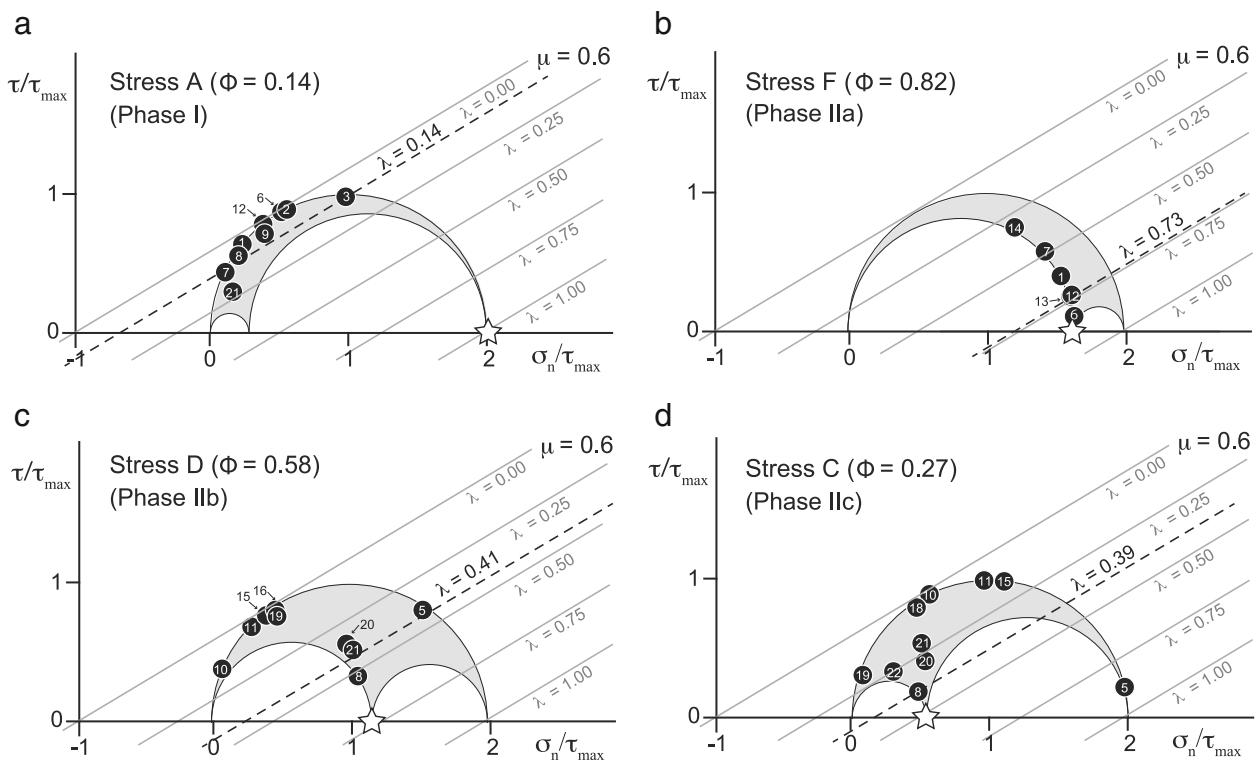 a
τ/τmax
Stress A (Φ = 0.14)
(Phase I)
μ = 0.6
λ = 0.00
λ = 0.14
λ = 0.25
λ = 0.50
λ = 0.75
λ = 1.00
1
0
-1
0
1
2
σn/τmax
6
2
3
12
9
1
8
7
21
b
τ/τmax
Stress F (Φ = 0.82)
(Phase IIa)
μ = 0.6
λ = 0.00
λ = 0.25
λ = 0.50
λ = 0.73
λ = 0.75
λ = 1.00
1
0
-1
0
1
2
σn/τmax
14
7
1
13
12
6
c
τ/τmax
Stress D (Φ = 0.58)
(Phase IIb)
μ = 0.6
λ = 0.00
λ = 0.25
λ = 0.41
λ = 0.50
λ = 0.75
λ = 1.00
1
0
-1
0
1
2
σn/τmax
16
15
19
11
10
20
21
8
5
d
τ/τmax
Stress C (Φ = 0.27)
(Phase IIc)
μ = 0.6
λ = 0.00
λ = 0.25
λ = 0.39
λ = 0.50
λ = 0.75
λ = 1.00
1
0
-1
0
1
2
σn/τmax
11
15
10
18
21
20
22
19
8
5